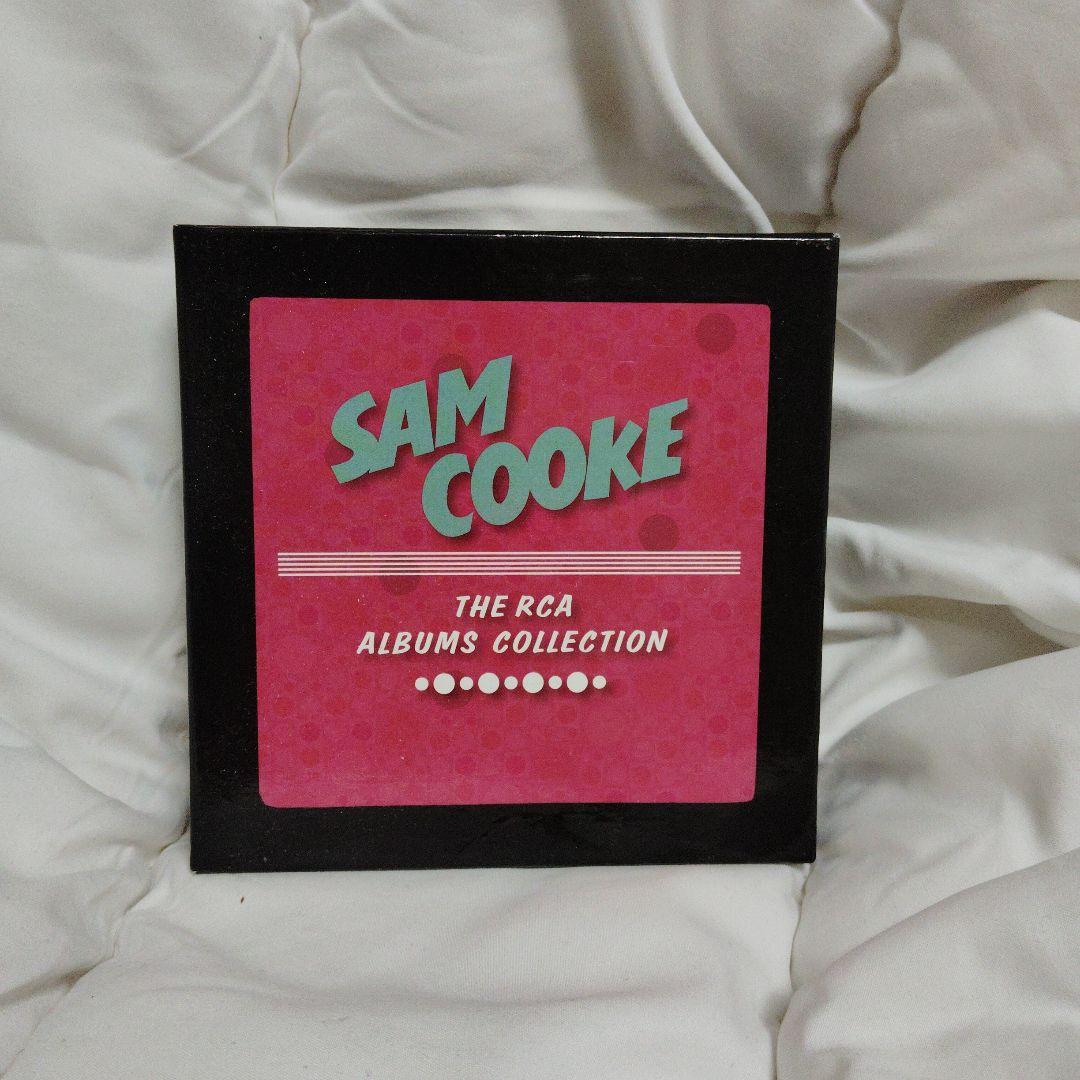 SAM
COOKE
THE RCA
ALBUMS COLLECTION